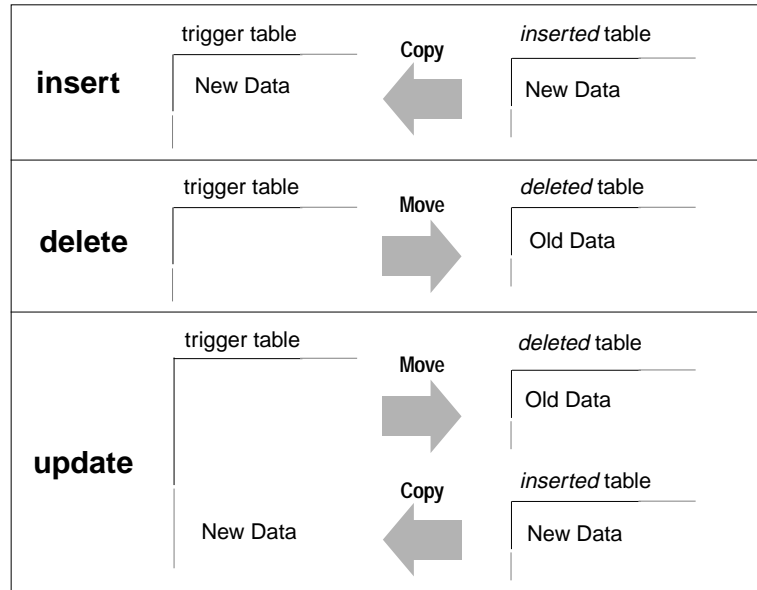 trigger table
Copy
inserted table
insert
New Data
New Data
trigger table
Move
deleted table
delete
Old Data
trigger table
Move
deleted table
Old Data
update
Copy
inserted table
New Data
New Data